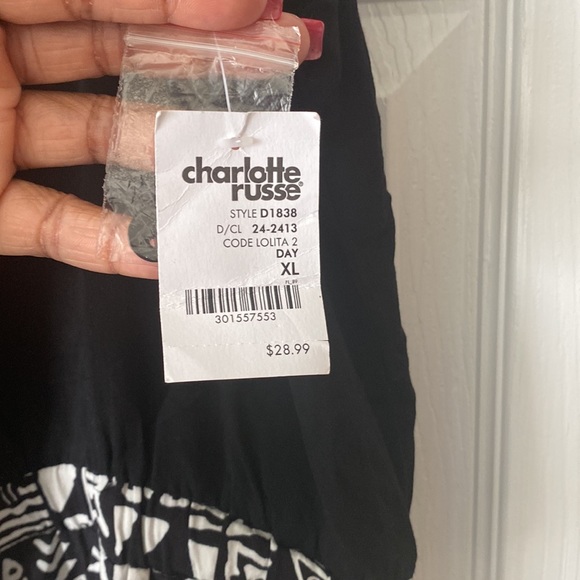 charlotte
russe®
STYLE D1838
D/CL 24-2413
CODE LOLITA 2
DAY
XL
301557553
$28.99